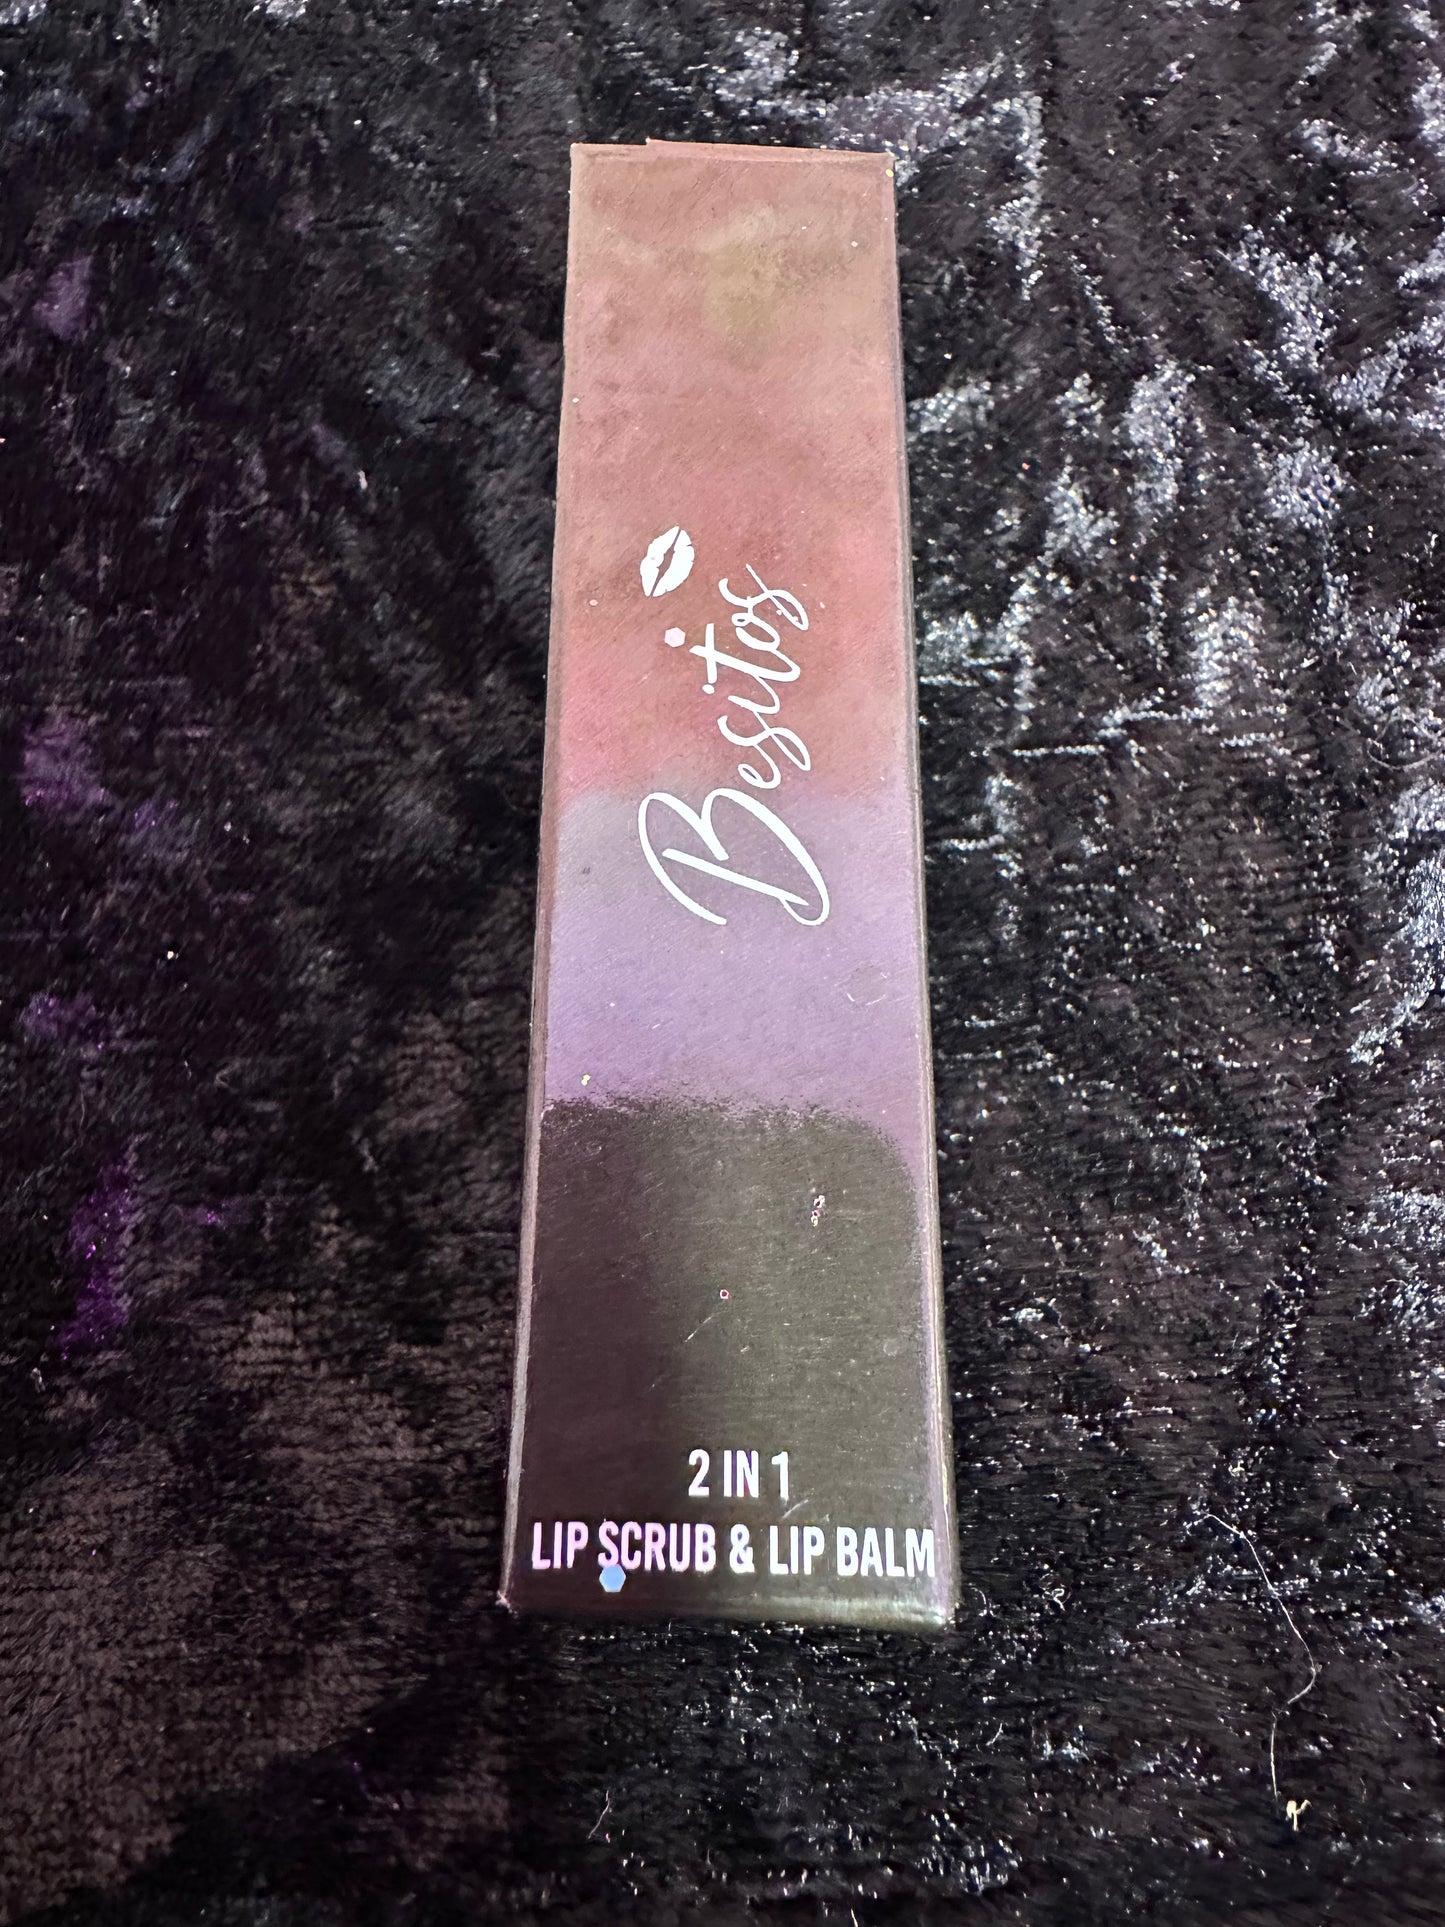 Besitos
2 IN 1
LIP SCRUB & LIP BALM